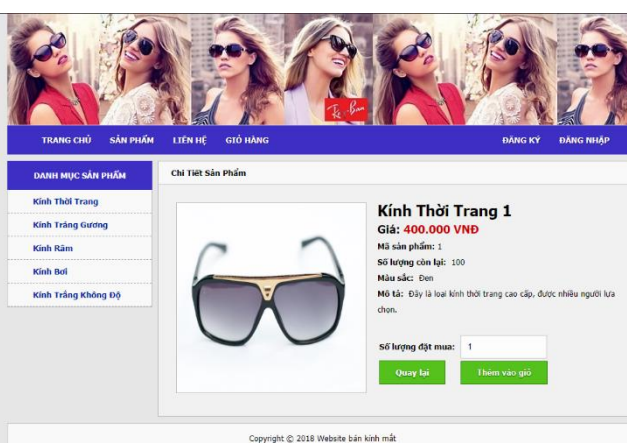 Ray-Ban
TRANG CHỦ SẢN PHẨM LIÊN HỆ GIỎ HÀNG ĐĂNG KÝ ĐĂNG NHẬP
DANH MỤC SẢN PHẨM
Kính Thời Trang
Kính Tráng Gương
Kính Râm
Kính Bơi
Kính Trắng Không Độ
Chi Tiết Sản Phẩm
Kính Thời Trang 1
Giá: 400.000 VNĐ
Mã sản phẩm: 1
Số lượng còn lại: 100
Màu sắc: Đen
Mô tả: Đây là loại kính thời trang cao cấp, được nhiều người lựa
chọn.
Số lượng đặt mua: 1
Quay lại Thêm vào giỏ
Copyright © 2018 Website bán kính mắt